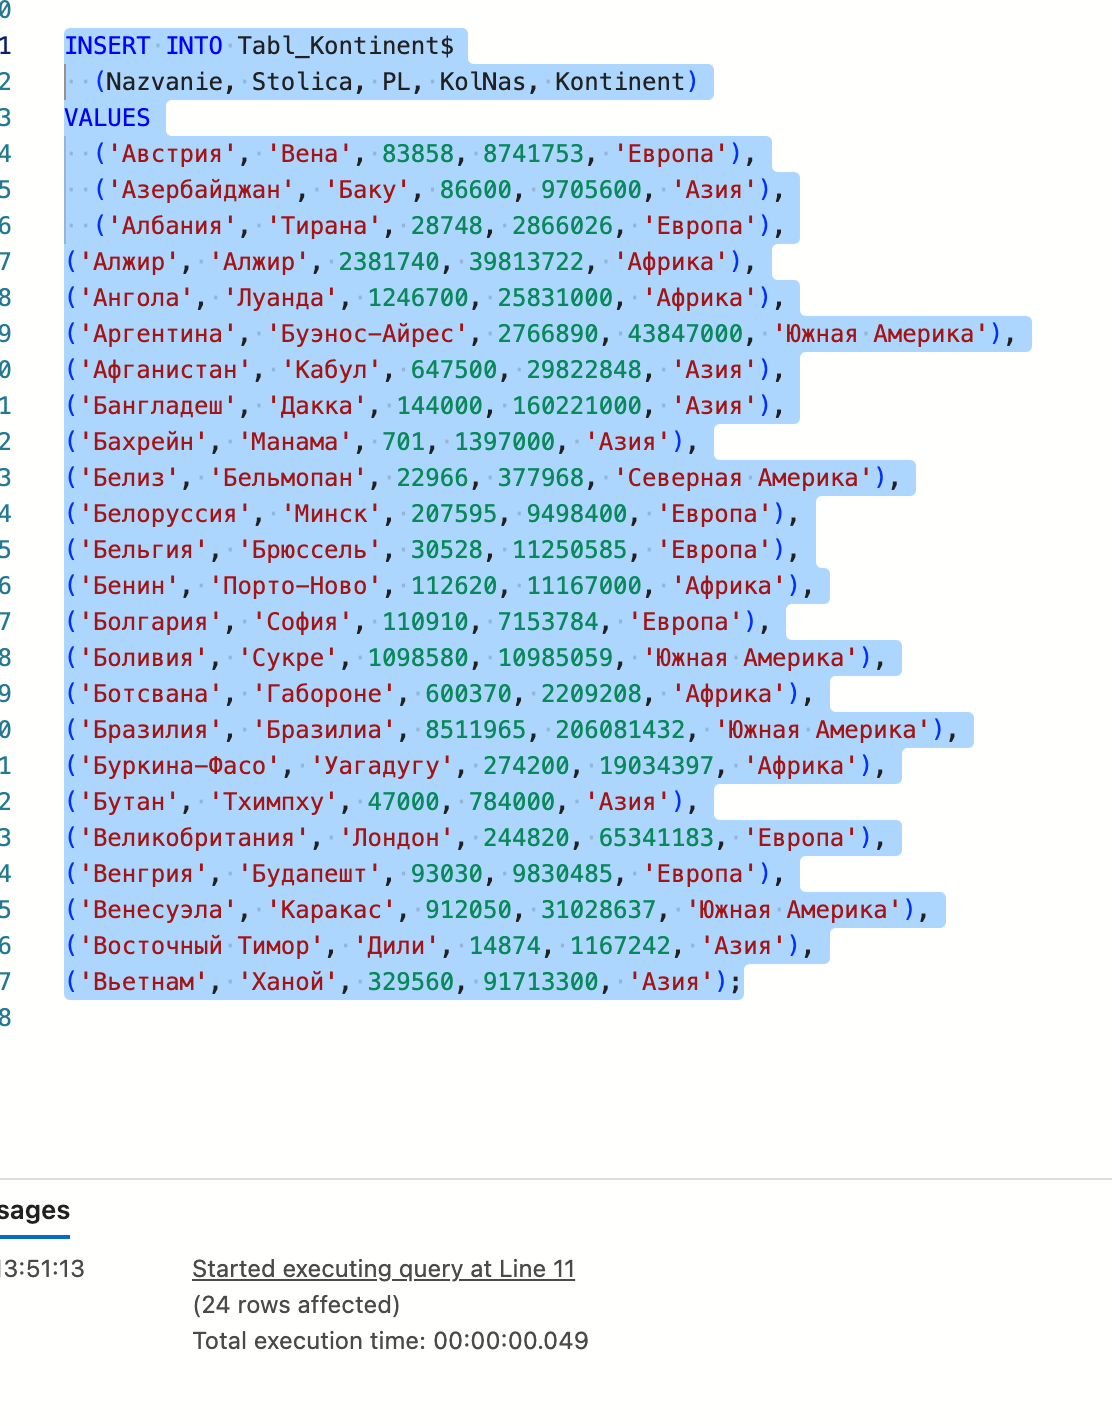 0
1 INSERT INTO Tabl_Kontinent$
2 (Nazvanie, Stolica, PL, KolNas, Kontinent)
3 VALUES
4 ('Австрия', 'Вена', 83858, 8741753, 'Европа'),
5 ('Азербайджан', 'Баку', 86600, 9705600, 'Азия'),
6 ('Албания', 'Тирана', 28748, 2866026, 'Европа'),
7 ('Алжир', 'Алжир', 2381740, 39813722, 'Африка'),
8 ('Ангола', 'Луанда', 1246700, 25831000, 'Африка'),
9 ('Аргентина', 'Буэнос-Айрес', 2766890, 43847000, 'Южная Америка'),
0 ('Афганистан', 'Кабул', 647500, 29822848, 'Азия'),
1 ('Бангладеш', 'Дакка', 144000, 160221000, 'Азия'),
2 ('Бахрейн', 'Манама', 701, 1397000, 'Азия'),
3 ('Белиз', 'Бельмопан', 22966, 377968, 'Северная Америка'),
4 ('Белоруссия', 'Минск', 207595, 9498400, 'Европа'),
5 ('Бельгия', 'Брюссель', 30528, 11250585, 'Европа'),
6 ('Бенин', 'Порто-Ново', 112620, 11167000, 'Африка'),
7 ('Болгария', 'София', 110910, 7153784, 'Европа'),
8 ('Боливия', 'Сукре', 1098580, 10985059, 'Южная Америка'),
9 ('Ботсвана', 'Габороне', 600370, 2209208, 'Африка'),
0 ('Бразилия', 'Бразилиа', 8511965, 206081432, 'Южная Америка'),
1 ('Буркина-Фасо', 'Уагадугу', 274200, 19034397, 'Африка'),
2 ('Бутан', 'Тхимпху', 47000, 784000, 'Азия'),
3 ('Великобритания', 'Лондон', 244820, 65341183, 'Европа'),
4 ('Венгрия', 'Будапешт', 93030, 9830485, 'Европа'),
5 ('Венесуэла', 'Каракас', 912050, 31028637, 'Южная Америка'),
6 ('Восточный Тимор', 'Дили', 14874, 1167242, 'Азия'),
7 ('Вьетнам', 'Ханой', 329560, 91713300, 'Азия');
8
sages
13:51:13 Started executing query at Line 11
(24 rows affected)
Total execution time: 00:00:00.049